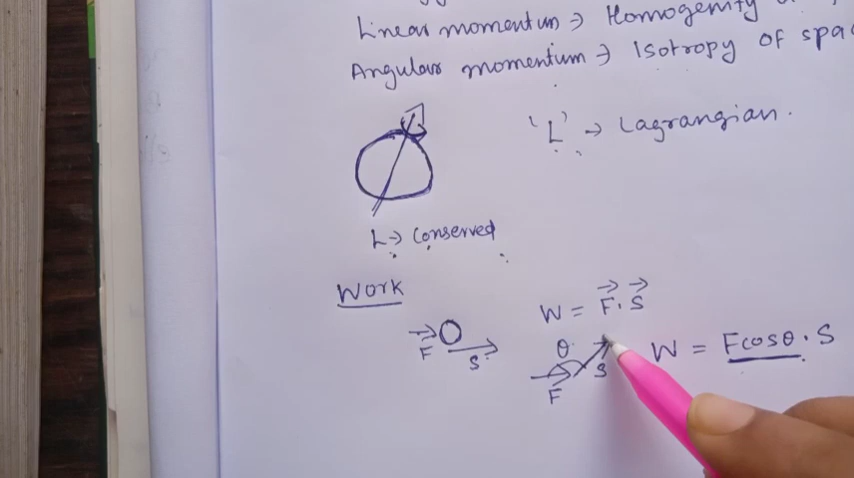 Linear momentum → Homogenity
Angular momentum → Isotropy of spa
'L' → Lagrangian.
L → Conserved
Work
W = F⃗ . S⃗
F S
θ
F S
W = Fcosθ . S